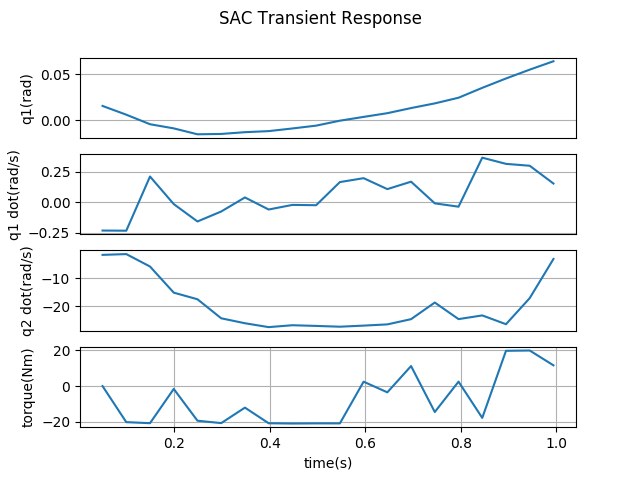 SAC Transient Response
q1(rad)
0.05
0.00
q1 dot(rad/s)
0.25
0.00
−0.25
q2 dot(rad/s)
−10
−20
torque(Nm)
20
0
−20
0.2 0.4 0.6 0.8 1.0
time(s)